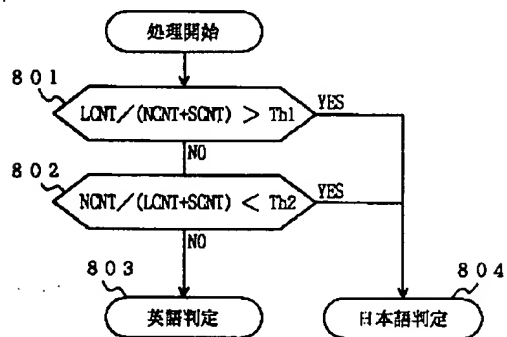 処理開始
801
LCNT/(NCNT+SCNT) > Th1
YES
NO
802
NCNT/(LCNT+SCNT) < Th2
YES
NO
803
804
英語判定
日本語判定